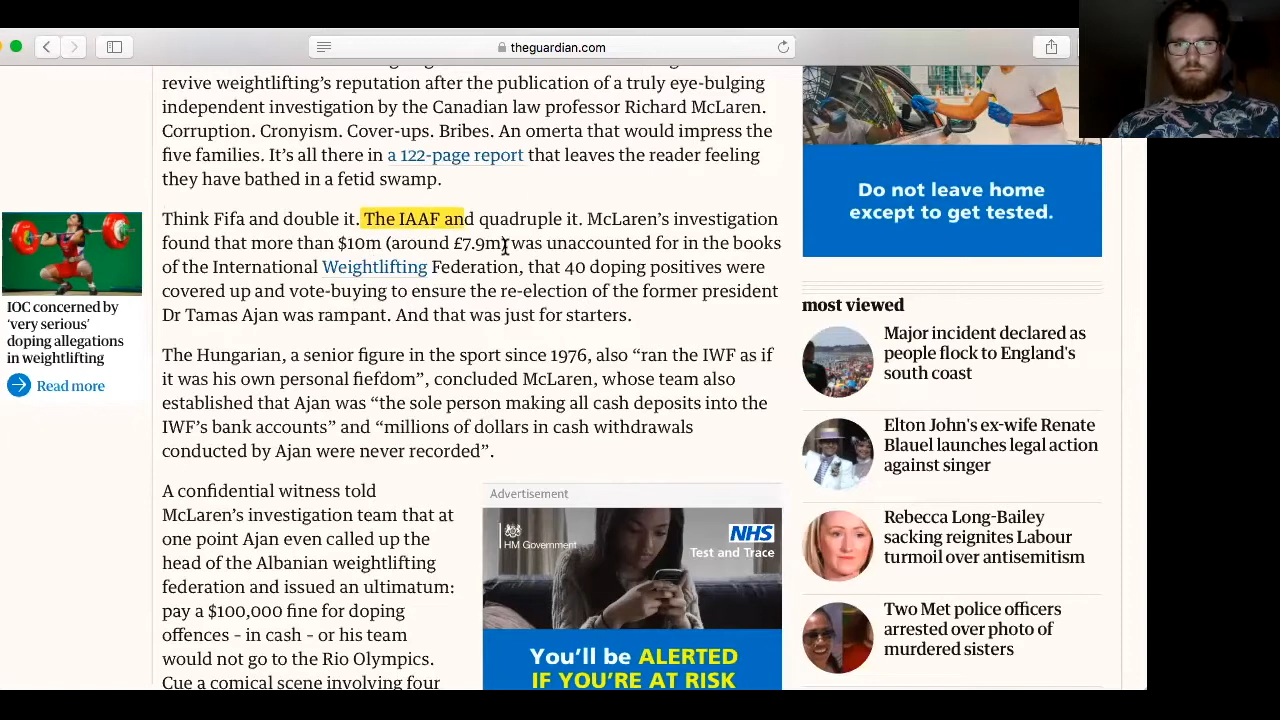 theguardian.com
revive weightlifting's reputation after the publication of a truly eye-bulging
independent investigation by the Canadian law professor Richard McLaren.
Corruption. Cronyism. Cover-ups. Bribes. An omerta that would impress the
five families. It's all there in a 122-page report that leaves the reader feeling
they have bathed in a fetid swamp.
Think Fifa and double it. The IAAF and quadruple it. McLaren's investigation
found that more than $10m (around £7.9m) was unaccounted for in the books
of the International Weightlifting Federation, that 40 doping positives were
covered up and vote-buying to ensure the re-election of the former president
Dr Tamas Ajan was rampant. And that was just for starters.
The Hungarian, a senior figure in the sport since 1976, also “ran the IWF as if
it was his own personal fiefdom”, concluded McLaren, whose team also
established that Ajan was “the sole person making all cash deposits into the
IWF's bank accounts” and “millions of dollars in cash withdrawals
conducted by Ajan were never recorded”.
A confidential witness told
McLaren's investigation team that at
one point Ajan even called up the
head of the Albanian weightlifting
federation and issued an ultimatum:
pay a $100,000 fine for doping
offences – in cash – or his team
would not go to the Rio Olympics.
Cue a comical scene involving four
IOC concerned by
‘very serious’
doping allegations
in weightlifting
Read more
Advertisement
HM Government
NHS
Test and Trace
You'll be ALERTED
IF YOU'RE AT RISK
Do not leave home
except to get tested.
most viewed
Major incident declared as
people flock to England's
south coast
Elton John's ex-wife Renate
Blauel launches legal action
against singer
Rebecca Long-Bailey
sacking reignites Labour
turmoil over antisemitism
Two Met police officers
arrested over photo of
murdered sisters